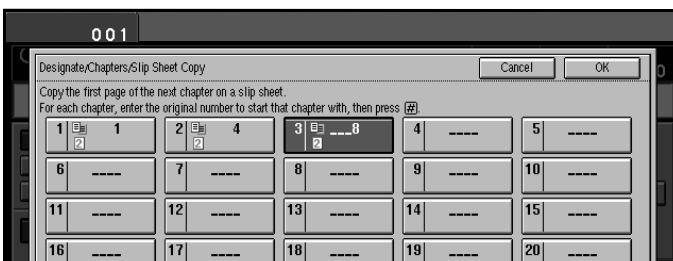 001
Designate/Chapters/Slip Sheet Copy Cancel OK
Copy the first page of the next chapter on a slip sheet.
For each chapter, enter the original number to start that chapter with, then press #.
1 1 2 4 3 ___8 4 ---- 5 ----
2 2 2
6 ---- 7 ---- 8 ---- 9 ---- 10 ----
11 ---- 12 ---- 13 ---- 14 ---- 15 ----
16 ---- 17 ---- 18 ---- 19 ---- 20 ----